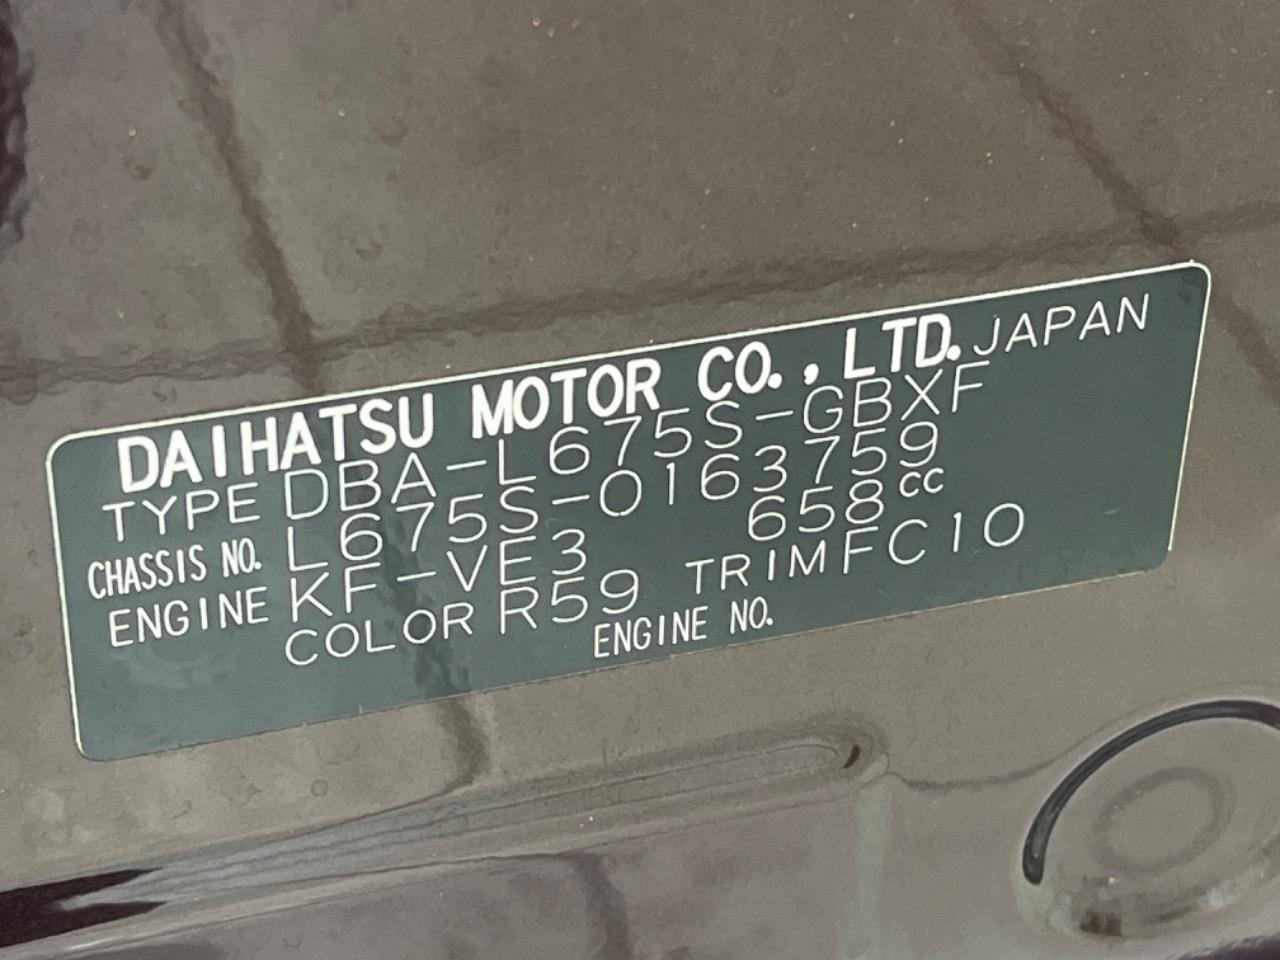 DAIHATSU MOTOR CO., LTD. JAPAN
TYPE DBA-L675S-GBXF
CHASSIS NO. L675S-0163759
ENGINE KF-VE3 658cc
COLOR R59 TRIM FC10
ENGINE NO.